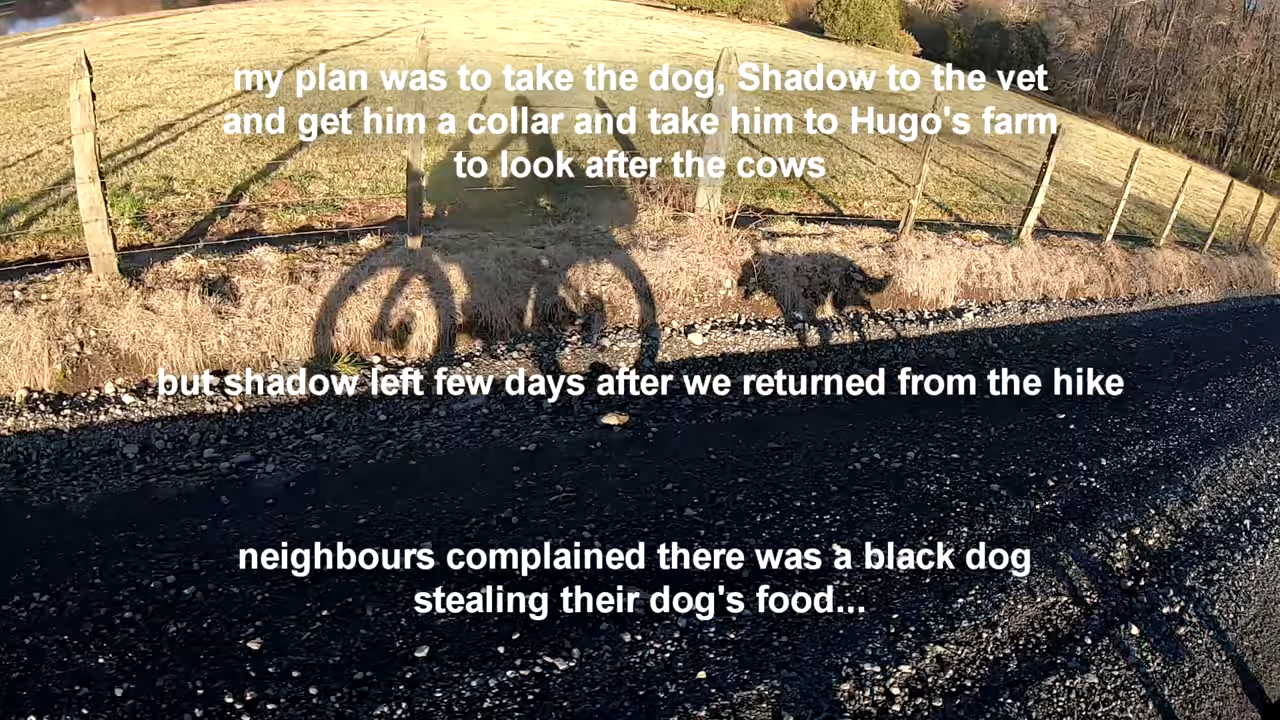 my plan was to take the dog, Shadow to the vet
and get him a collar and take him to Hugo's farm
to look after the cows
but shadow left few days after we returned from the hike
neighbours complained there was a black dog
stealing their dog's food...